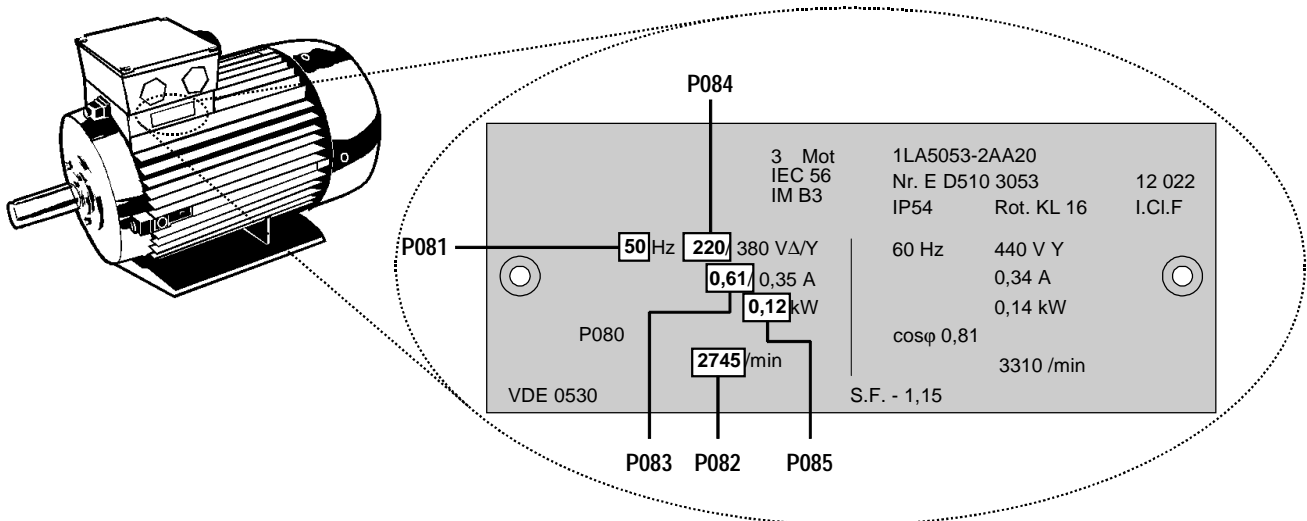 P084
3 Mot
IEC 56
IM B3
1LA5053-2AA20
Nr. E D510 3053 12 022
IP54 Rot. KL 16 I.Cl.F
P081
50 Hz 220/ 380 VΔ/Y
60 Hz 440 V Y
0,61/ 0,35 A
0,34 A
0,12 kW
0,14 kW
P080
cosφ 0,81
2745 /min
3310 /min
VDE 0530
S.F. - 1,15
P083 P082 P085